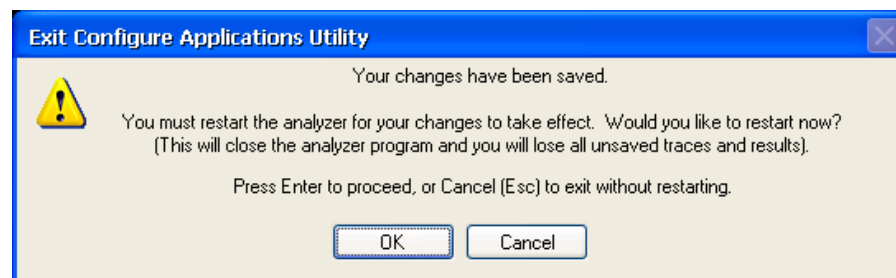 Exit Configure Applications Utility
Your changes have been saved.
You must restart the analyzer for your changes to take effect.  Would you like to restart now?
(This will close the analyzer program and you will lose all unsaved traces and results).
Press Enter to proceed, or Cancel (Esc) to exit without restarting.
OK
Cancel